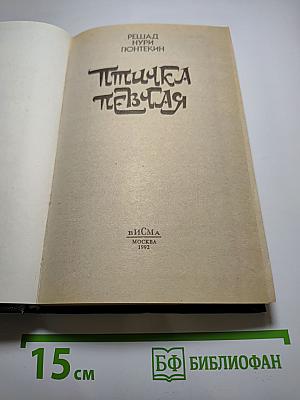 РЕШАД
НУРИ
ГЮНТЕКИН
ПТИЧКА
ПЕВЧАЯ
ВИСМА
МОСКВА
1992
15 см
БФ БИБЛИОФАН